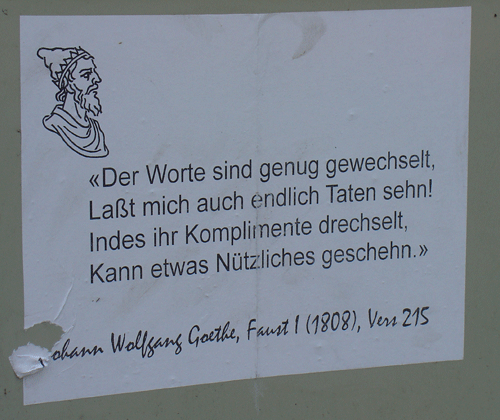 «Der Worte sind genug gewechselt,
Laßt mich auch endlich Taten sehn!
Indes ihr Komplimente drechselt,
Kann etwas Nützliches geschehn.»
Johann Wolfgang Goethe, Faust I (1808), Vers 215